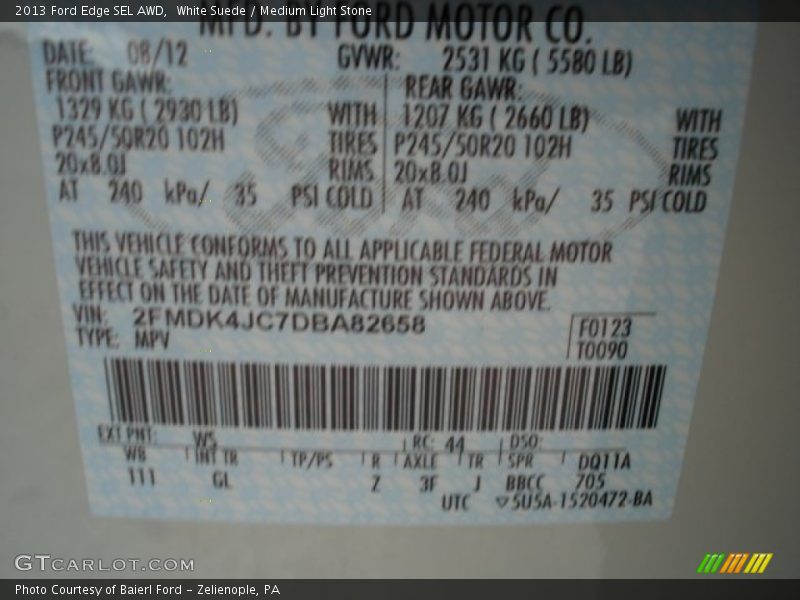 2013 Ford Edge SEL AWD,  White Suede / Medium Light Stone
MFD. BY FORD MOTOR CO.
DATE: 08/12 GVWR: 2531 KG ( 5580 LB)
FRONT GAWR: REAR GAWR:
1329 KG ( 2930 LB) WITH 1207 KG ( 2660 LB) WITH
P245/50R20 102H TIRES P245/50R20 102H TIRES
20x8.0J RIMS 20x8.0J RIMS
AT 240 kPa/ 35 PSI COLD AT 240 kPa/ 35 PSI COLD
THIS VEHICLE CONFORMS TO ALL APPLICABLE FEDERAL MOTOR
VEHICLE SAFETY AND THEFT PREVENTION STANDARDS IN
EFFECT ON THE DATE OF MANUFACTURE SHOWN ABOVE.
VIN: 2FMDK4JC7DBA82658 F0123
TYPE: MPV T0090
EXT PNT: WS RC: 44 DSO:
WB INT TR TP/PS R AXLE TR SPR DQ11A
111 GL Z 3F J BBCC 705
UTC ▽5U5A-1520472-BA
GTCARLOT.COM
Photo Courtesy of Baierl Ford – Zelienople, PA